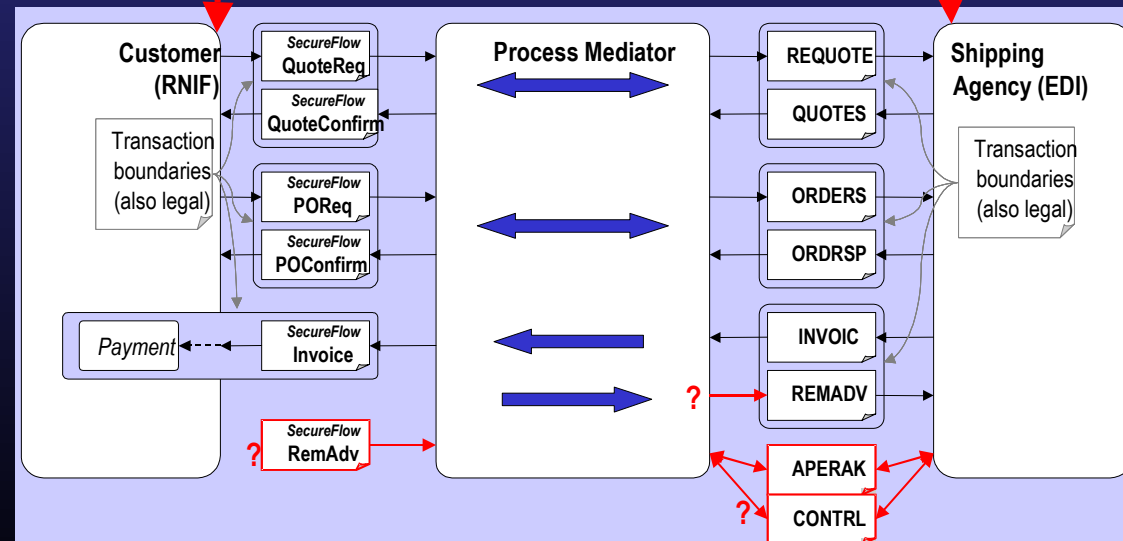 Customer
(RNIF)
Transaction
boundaries
(also legal)
SecureFlow
QuoteReq
SecureFlow
QuoteConfirm
SecureFlow
POReq
SecureFlow
POConfirm
Payment
SecureFlow
Invoice
?
SecureFlow
RemAdv
Process Mediator
REQUOTE
QUOTES
ORDERS
ORDRSP
INVOIC
?
REMADV
APERAK
?
CONTRL
Shipping
Agency (EDI)
Transaction
boundaries
(also legal)